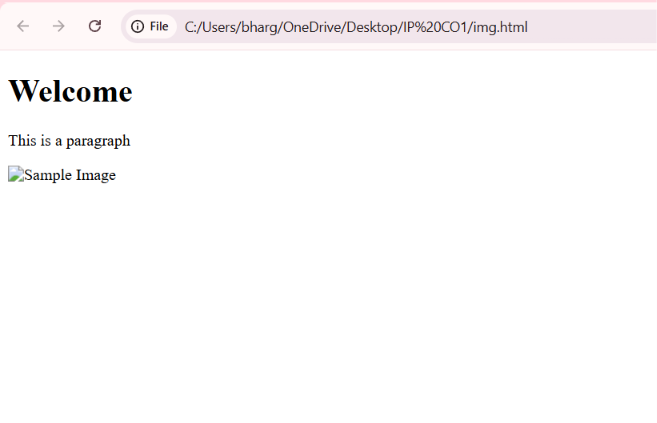 File C:/Users/bharg/OneDrive/Desktop/IP%20CO1/img.html
Welcome
This is a paragraph
Sample Image